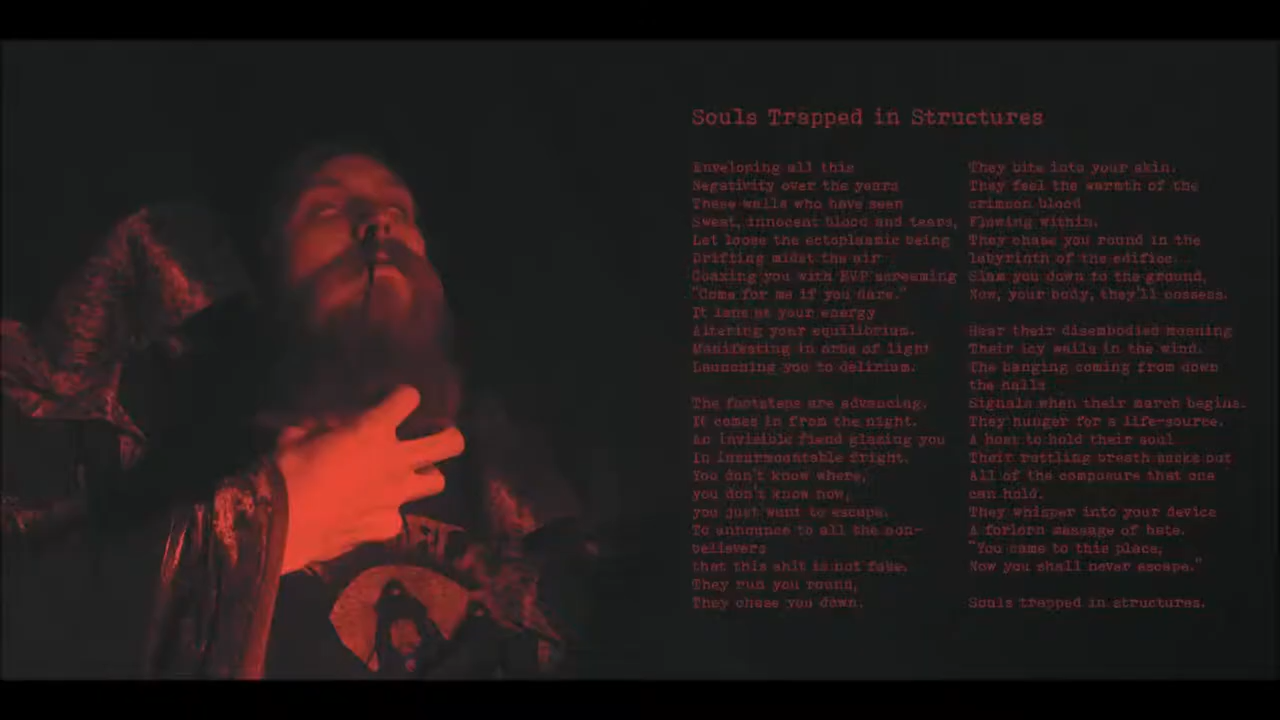 Souls Trapped in Structures
Enveloping all this
Negativity over the years
These walls who have seen
Sweat, innocent blood and tears,
Let loose the ectoplasmic being
Drifting midst the air
Coaxing you with EVP screaming
"Come for me if you dare."
It at your energy
Altering your equilibrium.
Manifesting in orbs of light
Launching you to delirium.
The footsteps are advancing.
It comes in from the night.
An invisible fiend you
In insurmountable fright.
You don't know where,
you don't know how,
you just want to escape.
To announce to all the non-
believers
that this shit is not fake.
They run you round,
They chase you down.
They bite into your skin.
They feel the warmth of the
crimson blood
Flowing within.
They chase you round in the
labyrinth of the edifice.
Slam you down to the ground,
Now, your body, they'll possess.
Hear their disembodied moaning
Their icy wails in the wind.
The banging coming from down
the halls
Signals when their march begins.
They hunger for a life-source.
A host to hold their soul
Their rattling breath sucks out
All of the composure that one
can hold.
They whisper into your device
A forlorn message of hate.
"You came to this place,
Now you shall never escape."
Souls trapped in structures.